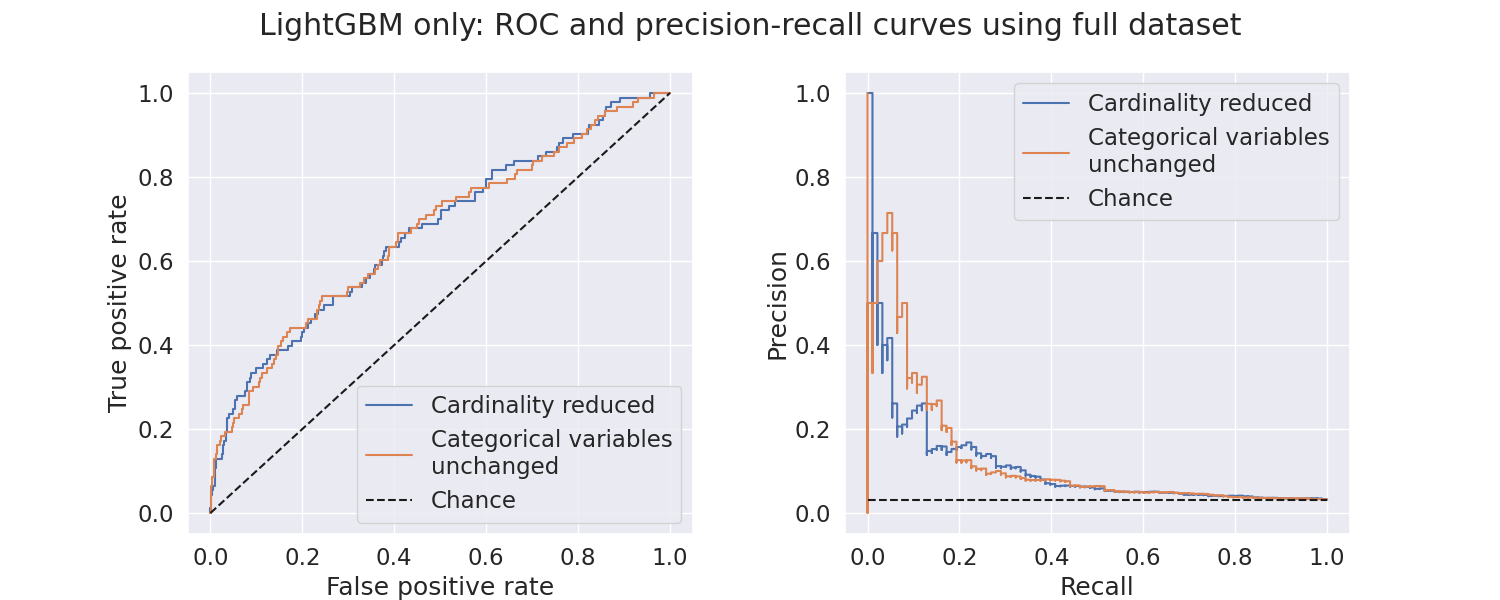 LightGBM only: ROC and precision-recall curves using full dataset
True positive rate
1.0
0.8
0.6
0.4
0.2
0.0
0.0 0.2 0.4 0.6 0.8 1.0
False positive rate
Cardinality reduced
Categorical variables
unchanged
Chance
Precision
1.0
0.8
0.6
0.4
0.2
0.0
0.0 0.2 0.4 0.6 0.8 1.0
Recall
Cardinality reduced
Categorical variables
unchanged
Chance